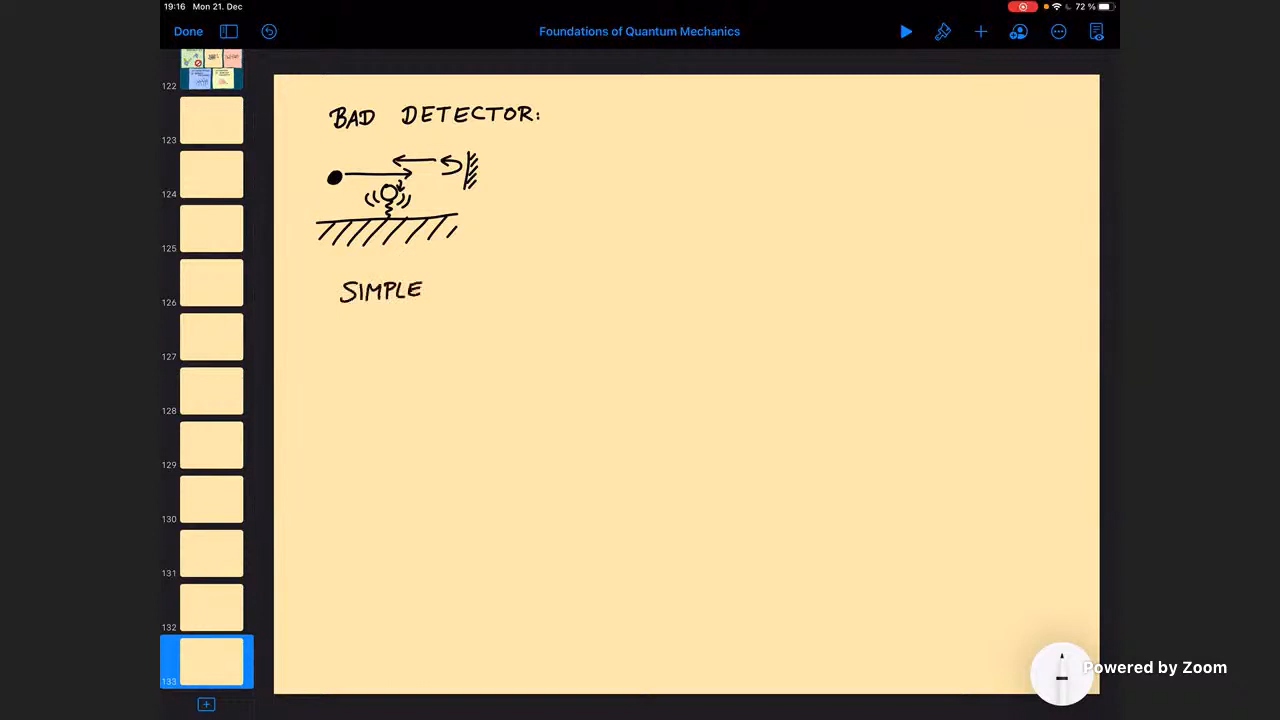 19:16 Mon 21. Dec
72 %
Done
Foundations of Quantum Mechanics
122
123
124
125
126
127
128
129
130
131
132
133
BAD DETECTOR:
SIMPLE
Powered by Zoom